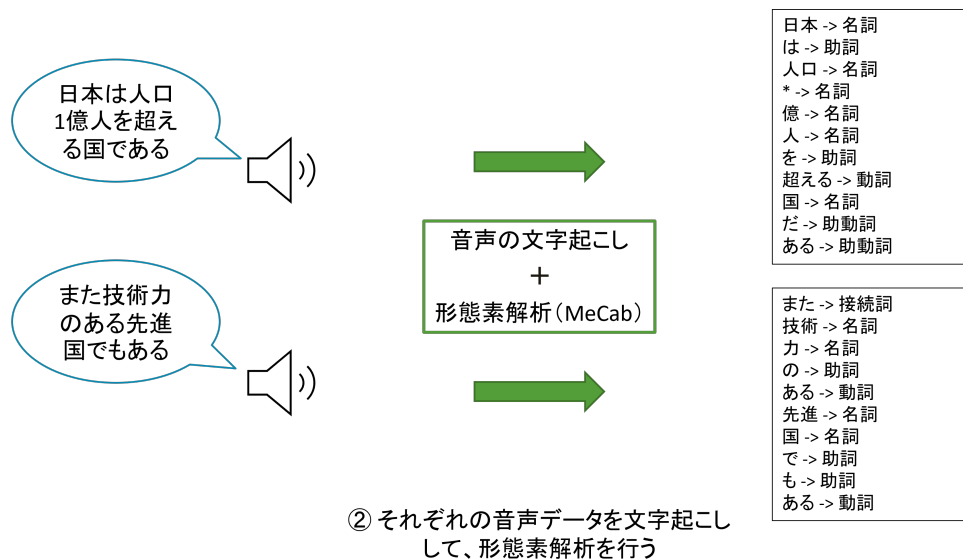 日本は人口
1億人を超え
る国である
また技術力
のある先進
国でもある
音声の文字起こし
＋
形態素解析（MeCab）
日本 -> 名詞
は -> 助詞
人口 -> 名詞
* -> 名詞
億 -> 名詞
人 -> 名詞
を -> 助詞
超える -> 動詞
国 -> 名詞
だ -> 助動詞
ある -> 助動詞
また -> 接続詞
技術 -> 名詞
力 -> 名詞
の -> 助詞
ある -> 動詞
先進 -> 名詞
国 -> 名詞
で -> 助詞
も -> 助詞
ある -> 動詞
② それぞれの音声データを文字起こし
して、形態素解析を行う